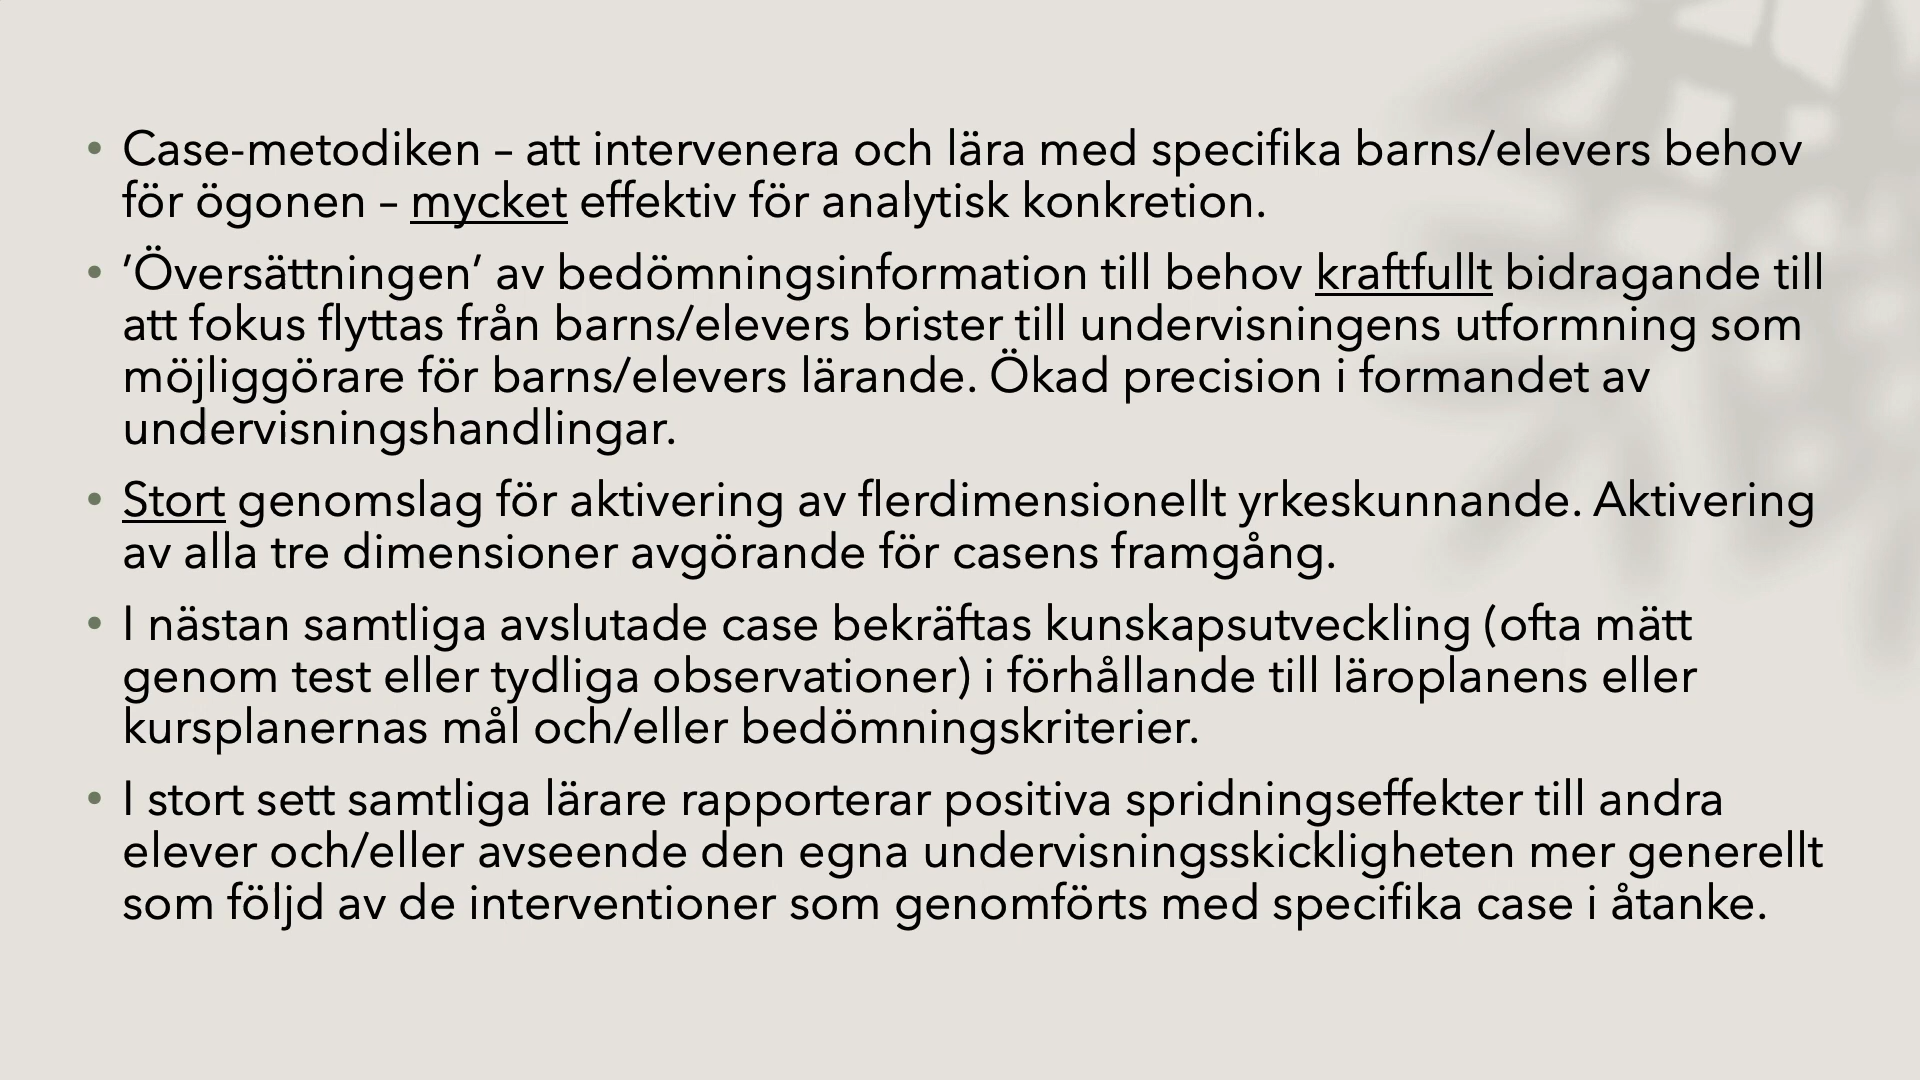 • Case-metodiken – att intervenera och lära med specifika barns/elevers behov
för ögonen – mycket effektiv för analytisk konkretion.
• ’Översättningen’ av bedömningsinformation till behov kraftfullt bidragande till
att fokus flyttas från barns/elevers brister till undervisningens utformning som
möjliggörare för barns/elevers lärande. Ökad precision i formandet av
undervisningshandlingar.
• Stort genomslag för aktivering av flerdimensionellt yrkeskunnande. Aktivering
av alla tre dimensioner avgörande för casens framgång.
• I nästan samtliga avslutade case bekräftas kunskapsutveckling (ofta mätt
genom test eller tydliga observationer) i förhållande till läroplanens eller
kursplanernas mål och/eller bedömningskriterier.
• I stort sett samtliga lärare rapporterar positiva spridningseffekter till andra
elever och/eller avseende den egna undervisningsskickligheten mer generellt
som följd av de interventioner som genomförts med specifika case i åtanke.